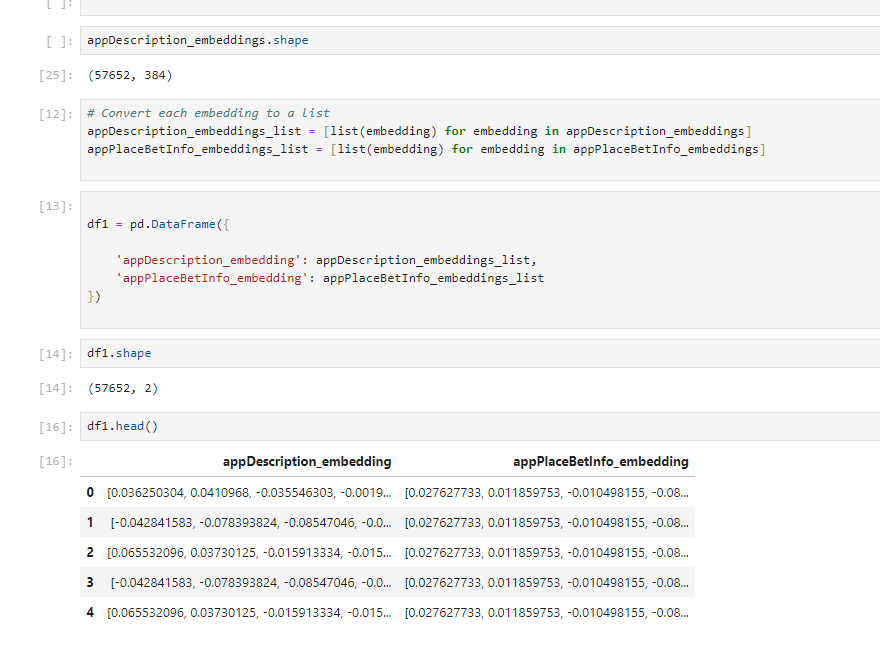 [ ]:
[ ]: appDescription_embeddings.shape
[25]: (57652, 384)
[12]: # Convert each embedding to a list
appDescription_embeddings_list = [list(embedding) for embedding in appDescription_embeddings]
appPlaceBetInfo_embeddings_list = [list(embedding) for embedding in appPlaceBetInfo_embeddings]
[13]:
df1 = pd.DataFrame({
'appDescription_embedding': appDescription_embeddings_list,
'appPlaceBetInfo_embedding': appPlaceBetInfo_embeddings_list
})
[14]: df1.shape
[14]: (57652, 2)
[16]: df1.head()
[16]: appDescription_embedding appPlaceBetInfo_embedding
0 [0.036250304, 0.0410968, -0.035546303, -0.0019... [0.027627733, 0.011859753, -0.010498155, -0.08...
1 [-0.042841583, -0.078393824, -0.08547046, -0.0... [0.027627733, 0.011859753, -0.010498155, -0.08...
2 [0.065532096, 0.03730125, -0.015913334, -0.015... [0.027627733, 0.011859753, -0.010498155, -0.08...
3 [-0.042841583, -0.078393824, -0.08547046, -0.0... [0.027627733, 0.011859753, -0.010498155, -0.08...
4 [0.065532096, 0.03730125, -0.015913334, -0.015... [0.027627733, 0.011859753, -0.010498155, -0.08...